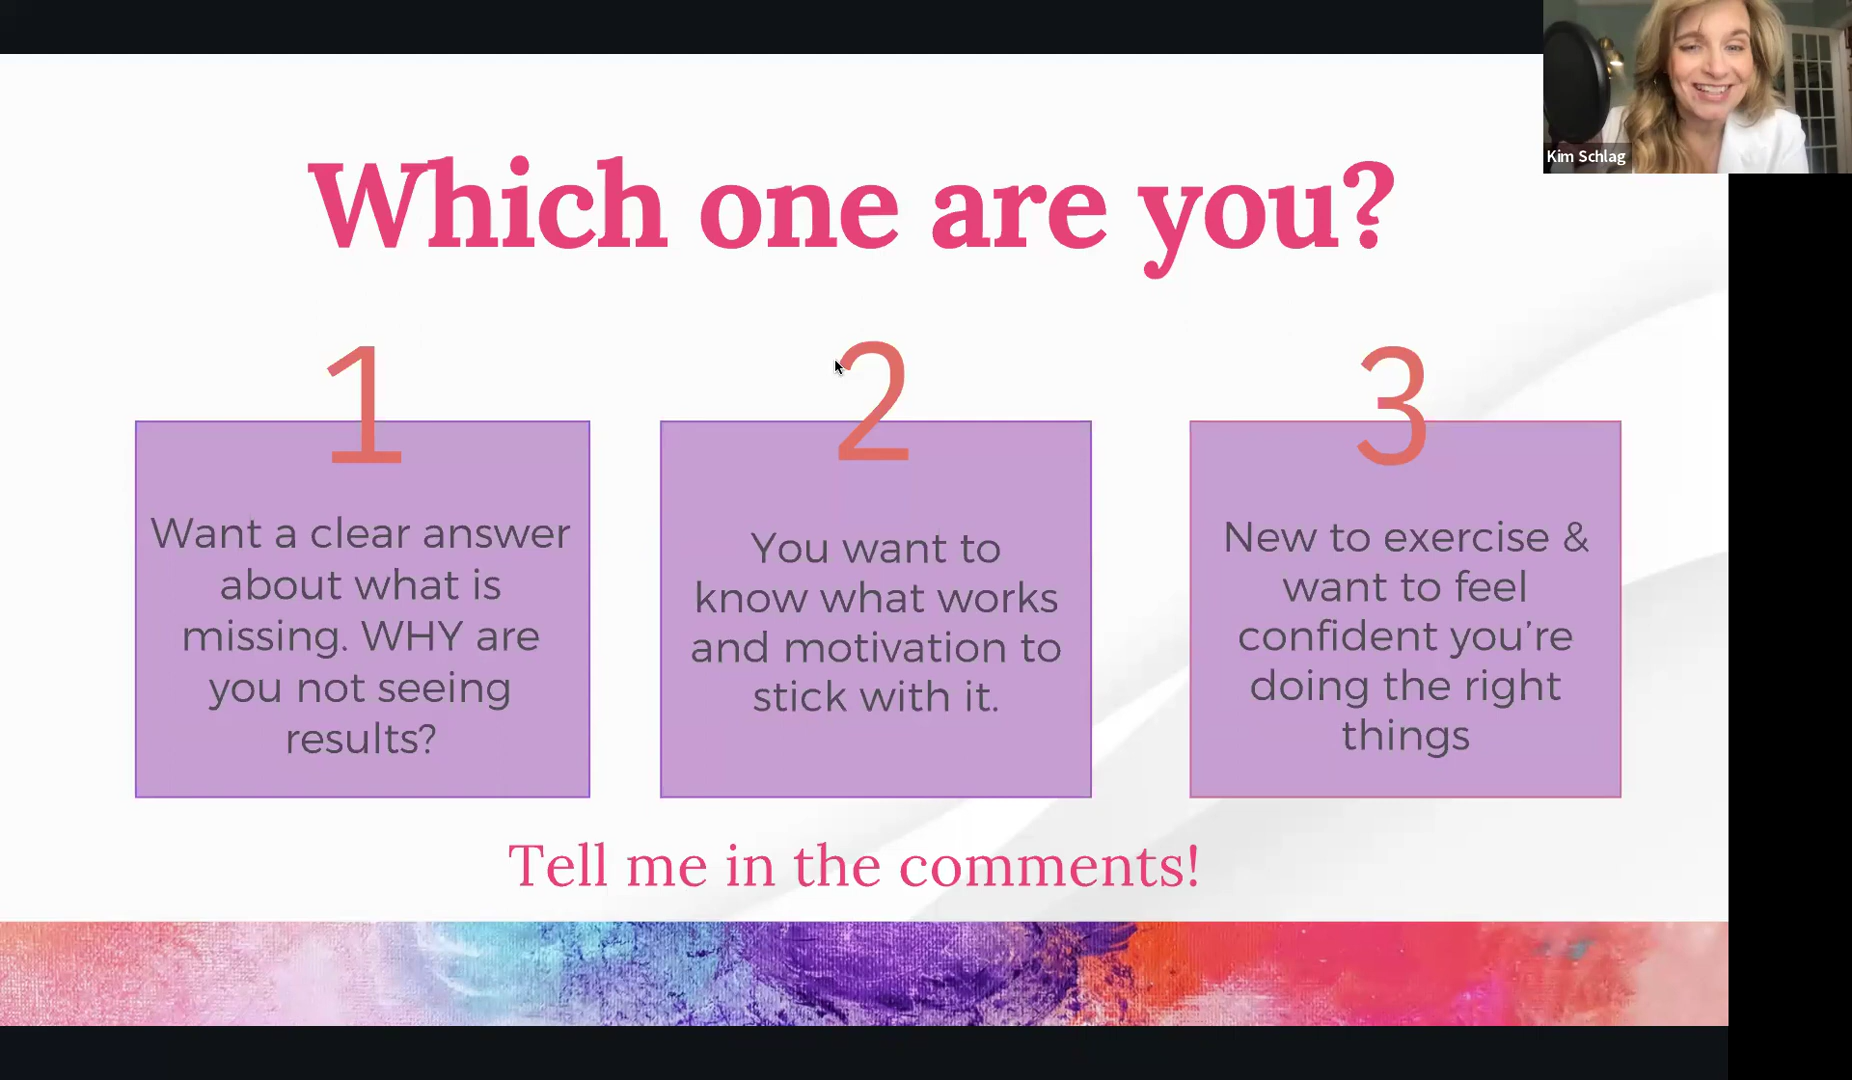 Kim Schlag
Which one are you?
1
Want a clear answer
about what is
missing. WHY are
you not seeing
results?
2
You want to
know what works
and motivation to
stick with it.
3
New to exercise &
want to feel
confident you're
doing the right
things
Tell me in the comments!